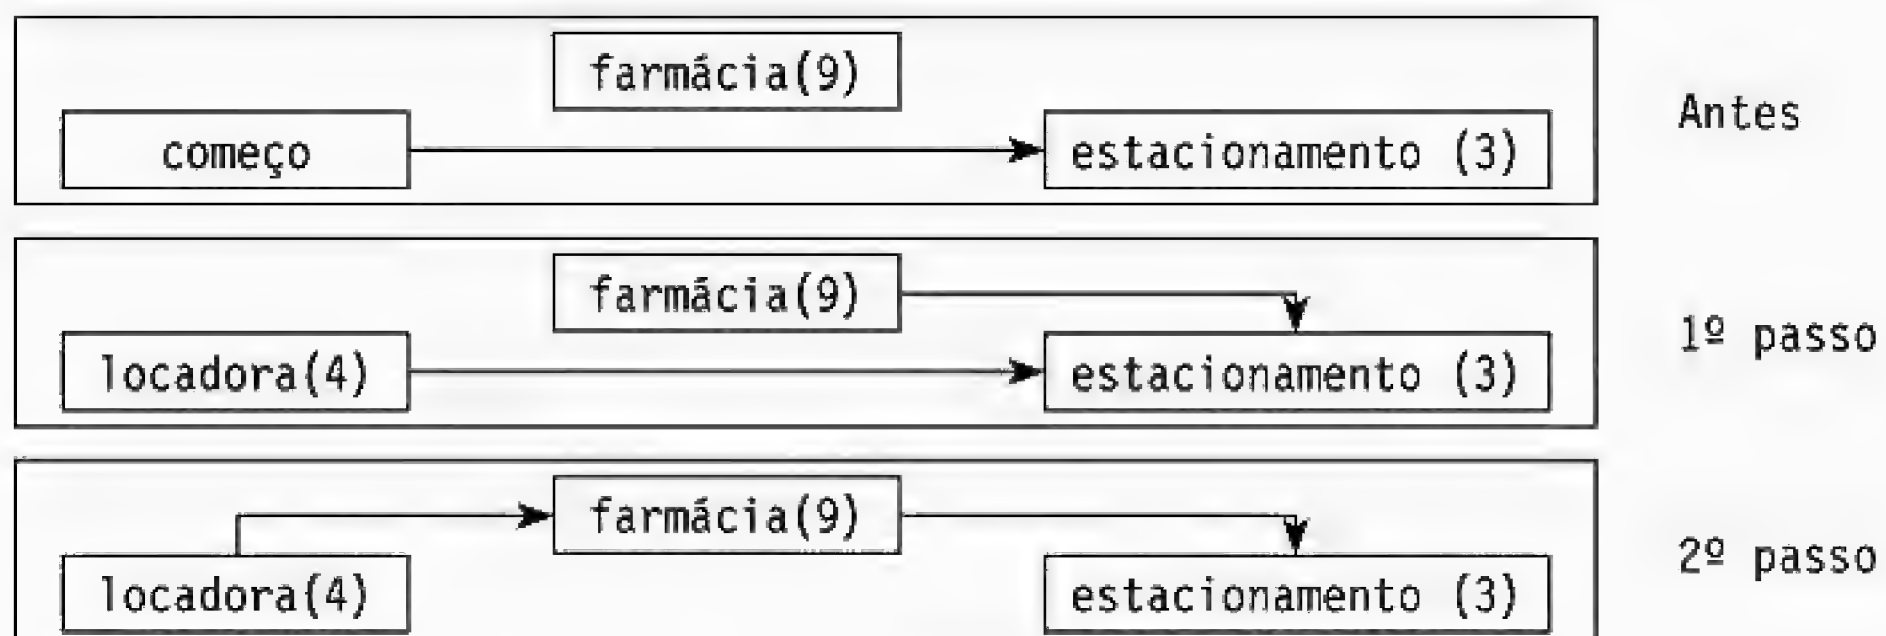 farmácia(9)
começo
estacionamento (3)
Antes
farmácia(9)
locadora(4)
estacionamento (3)
1º passo
farmácia(9)
locadora(4)
estacionamento (3)
2º passo